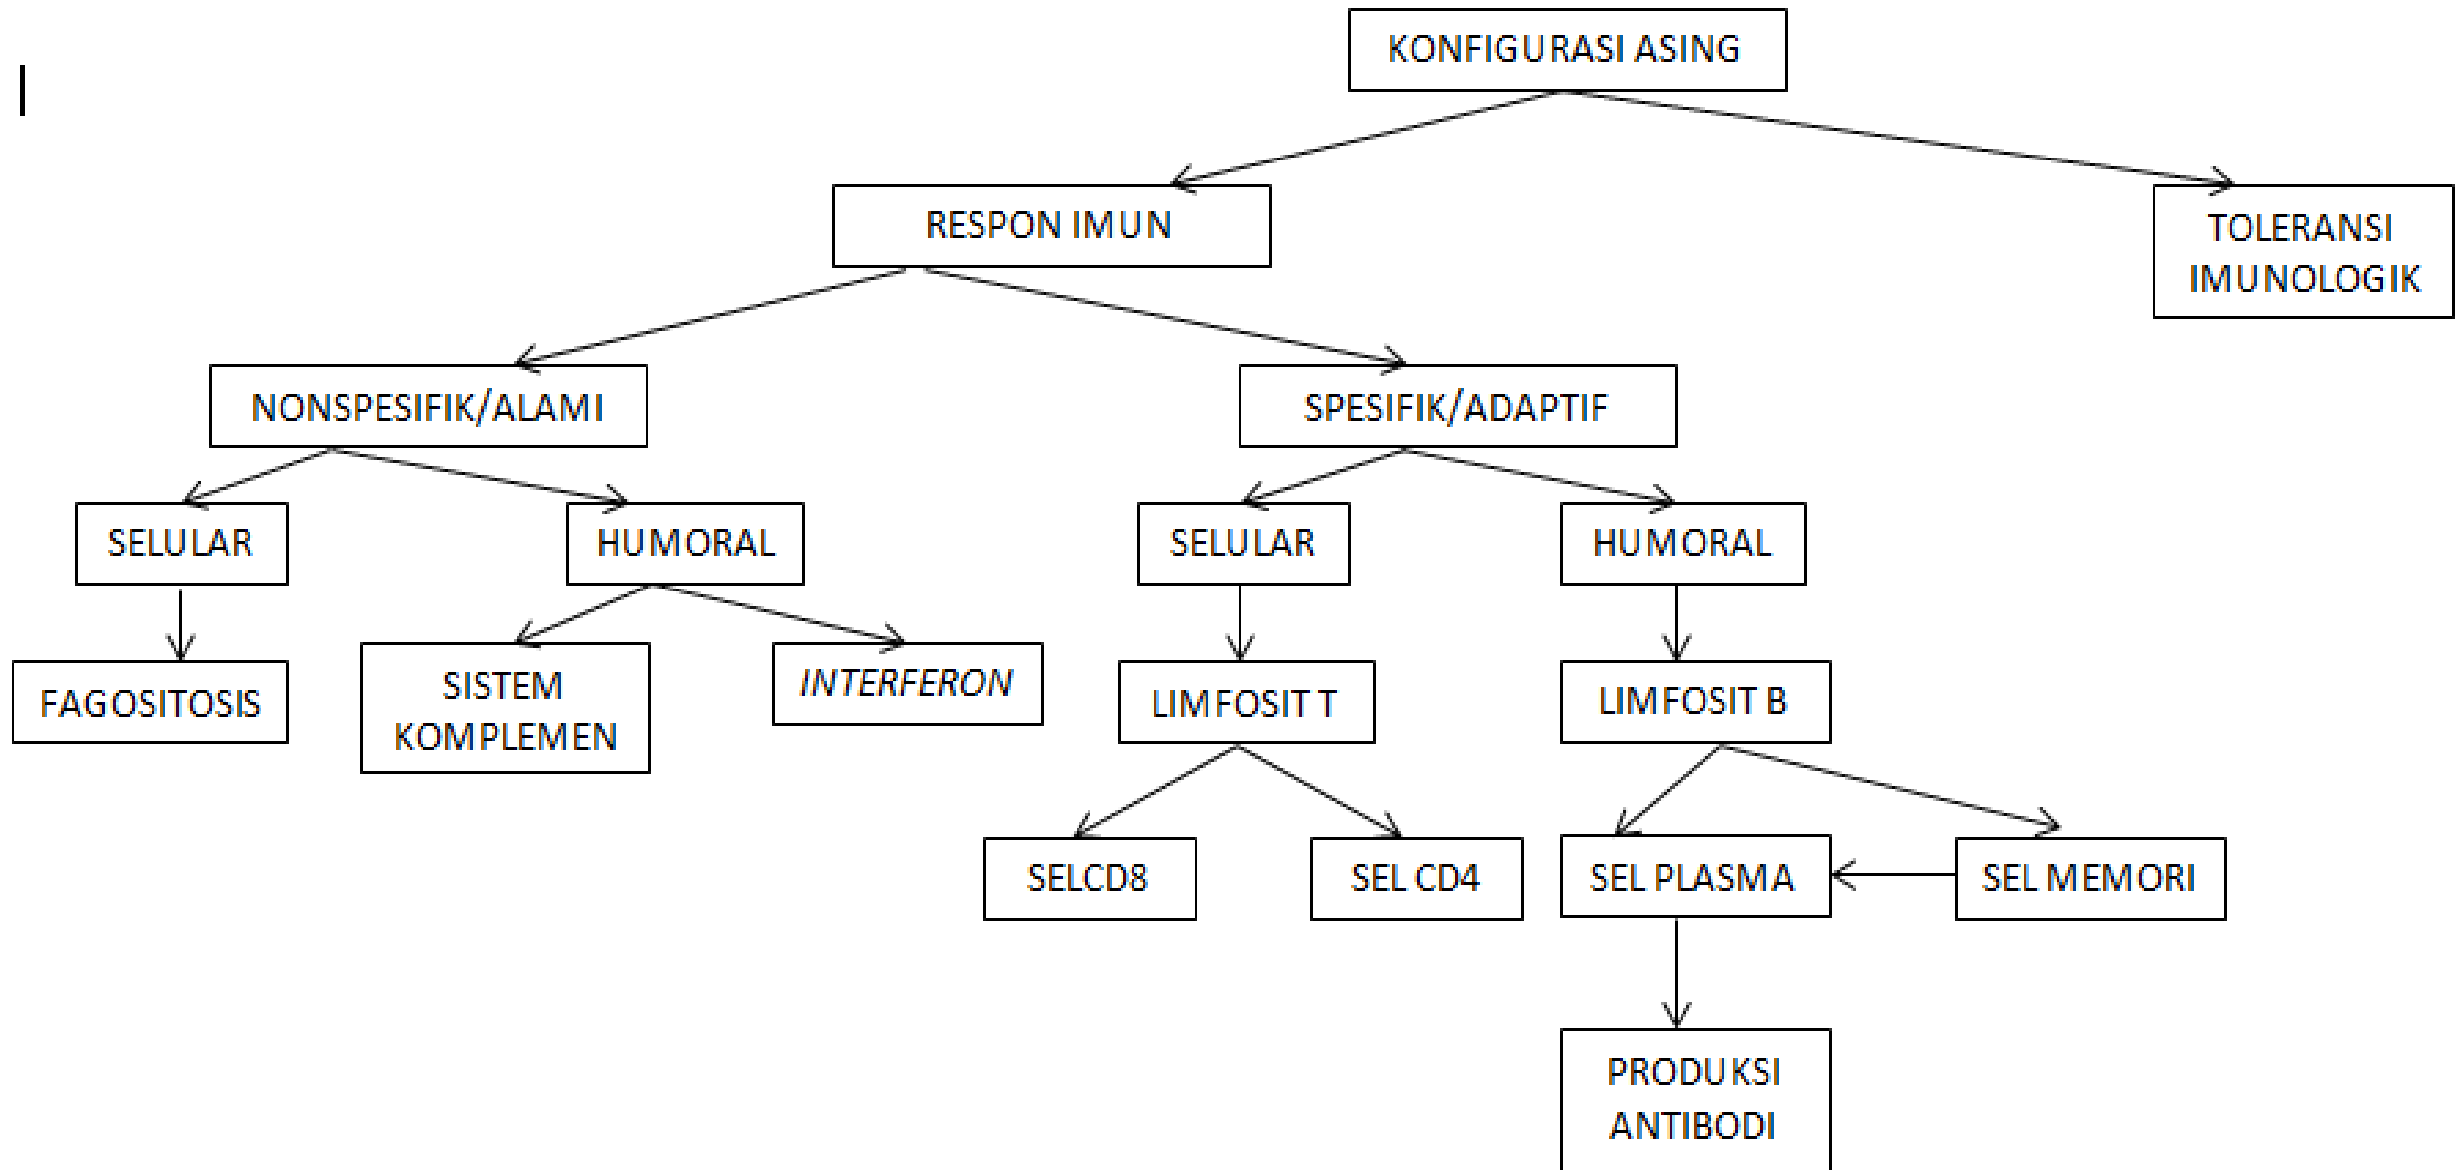 KONFIGURASI ASING
RESPON IMUN
TOLERANSI
IMUNOLOGIK
NONSPESIFIK/ALAMI
SPESIFIK/ADAPTIF
SELULAR
HUMORAL
SELULAR
HUMORAL
FAGOSITOSIS
SISTEM
KOMPLEMEN
INTERFERON
LIMFOSIT T
LIMFOSIT B
SELCD8
SEL CD4
SEL PLASMA
SEL MEMORI
PRODUKSI
ANTIBODI